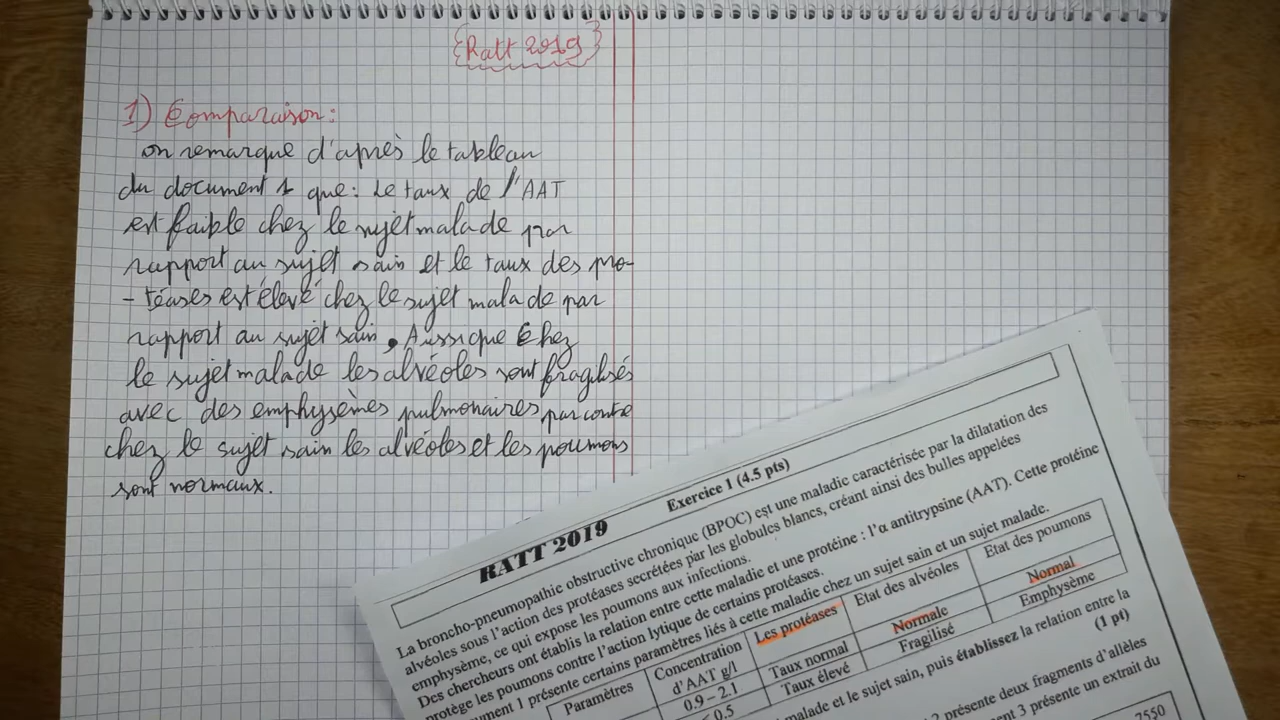 Ratt 2019
1) Comparaison:
on remarque d'après le tableau
du document 1 que: Le taux de l'AAT
est faible chez le sujet malade par
rapport au sujet sain et le taux des pro-
-téases est élevé chez le sujet malade par
rapport au sujet sain, Aussi que Chez
le sujet malade les alvéoles sont fragilisés
avec des emphysèmes pulmonaires par contre
chez le sujet sain les alvéoles et les poumons
sont normaux.
RATT 2019
Exercice 1 (4.5 pts)
La broncho-pneumopathie obstructive chronique (BPOC) est une maladie caractérisée par la dilatation des
alvéoles sous l'action des protéases secrétées par les globules blancs, créant ainsi des bulles appelées
emphysème, ce qui expose les poumons aux infections.
Des chercheurs ont établis la relation entre cette maladie et une protéine : l'α antitrypsine (AAT). Cette protéine
protège les poumons contre l'action lytique de certains protéases.
ument 1 présente certains paramètres liés à cette maladie chez un sujet sain et un sujet malade.
Paramètres
Concentration d'AAT g/l
Les protéases
Etat des alvéoles
Etat des poumons
0.9 – 2.1
Taux normal
Normale
Normal
0.5
Taux élevé
Fragilisé
Emphysème
malade et le sujet sain, puis établissez la relation entre la
(1 pt)
2 présente deux fragments d'allèles
ment 3 présente un extrait du
7550